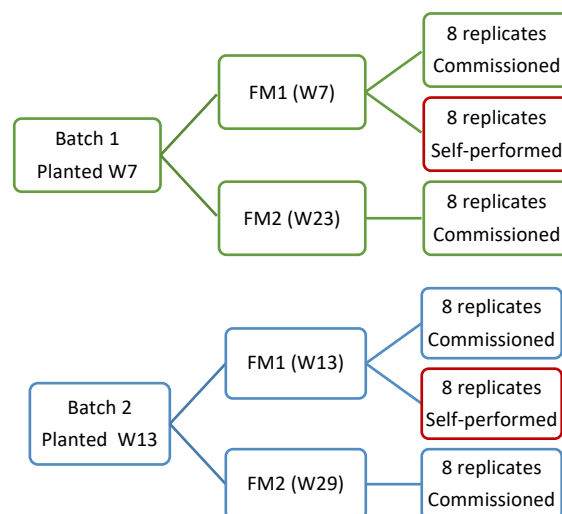 8 replicates
Commissioned
FM1 (W7)
8 replicates
Self-performed
Batch 1
Planted W7
8 replicates
Commissioned
FM2 (W23)
8 replicates
Commissioned
FM1 (W13)
8 replicates
Self-performed
Batch 2
Planted W13
8 replicates
Commissioned
FM2 (W29)